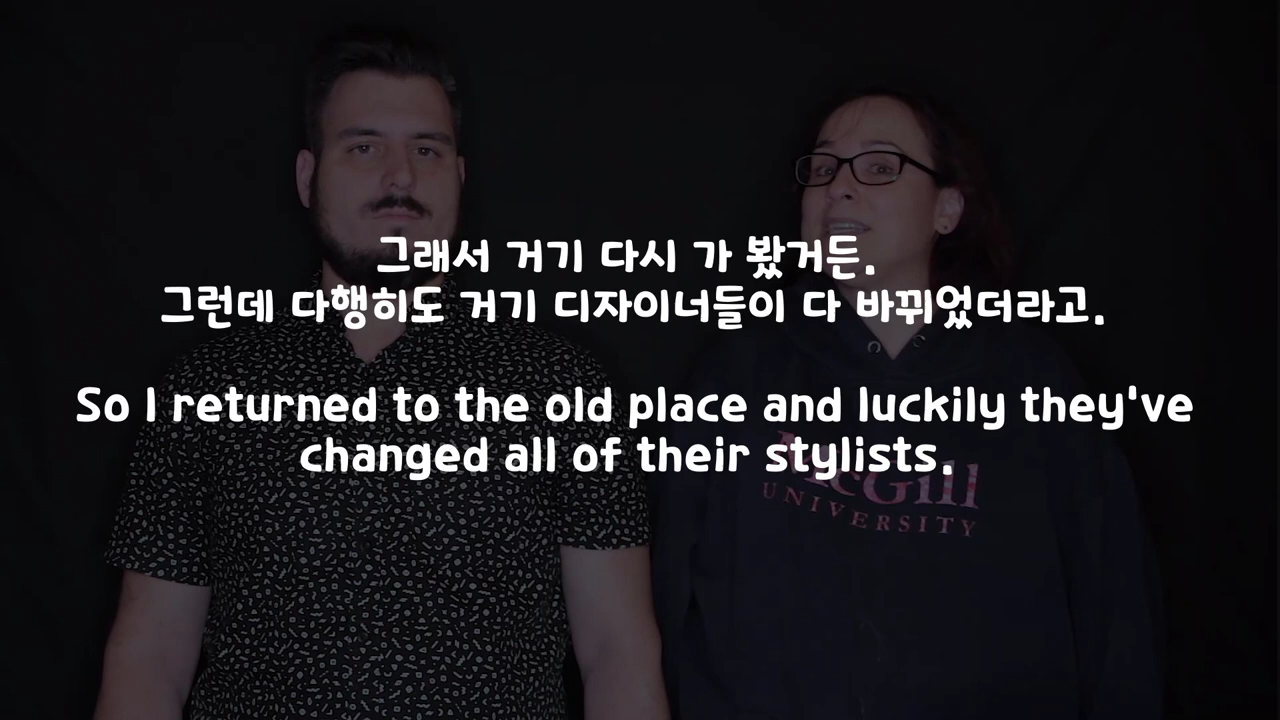 그래서 거기 다시 가 봤거든.
그런데 다행히도 거기 디자이너들이 다 바뀌었더라고.
So I returned to the old place and luckily they've
changed all of their stylists.
McGill
UNIVERSITY